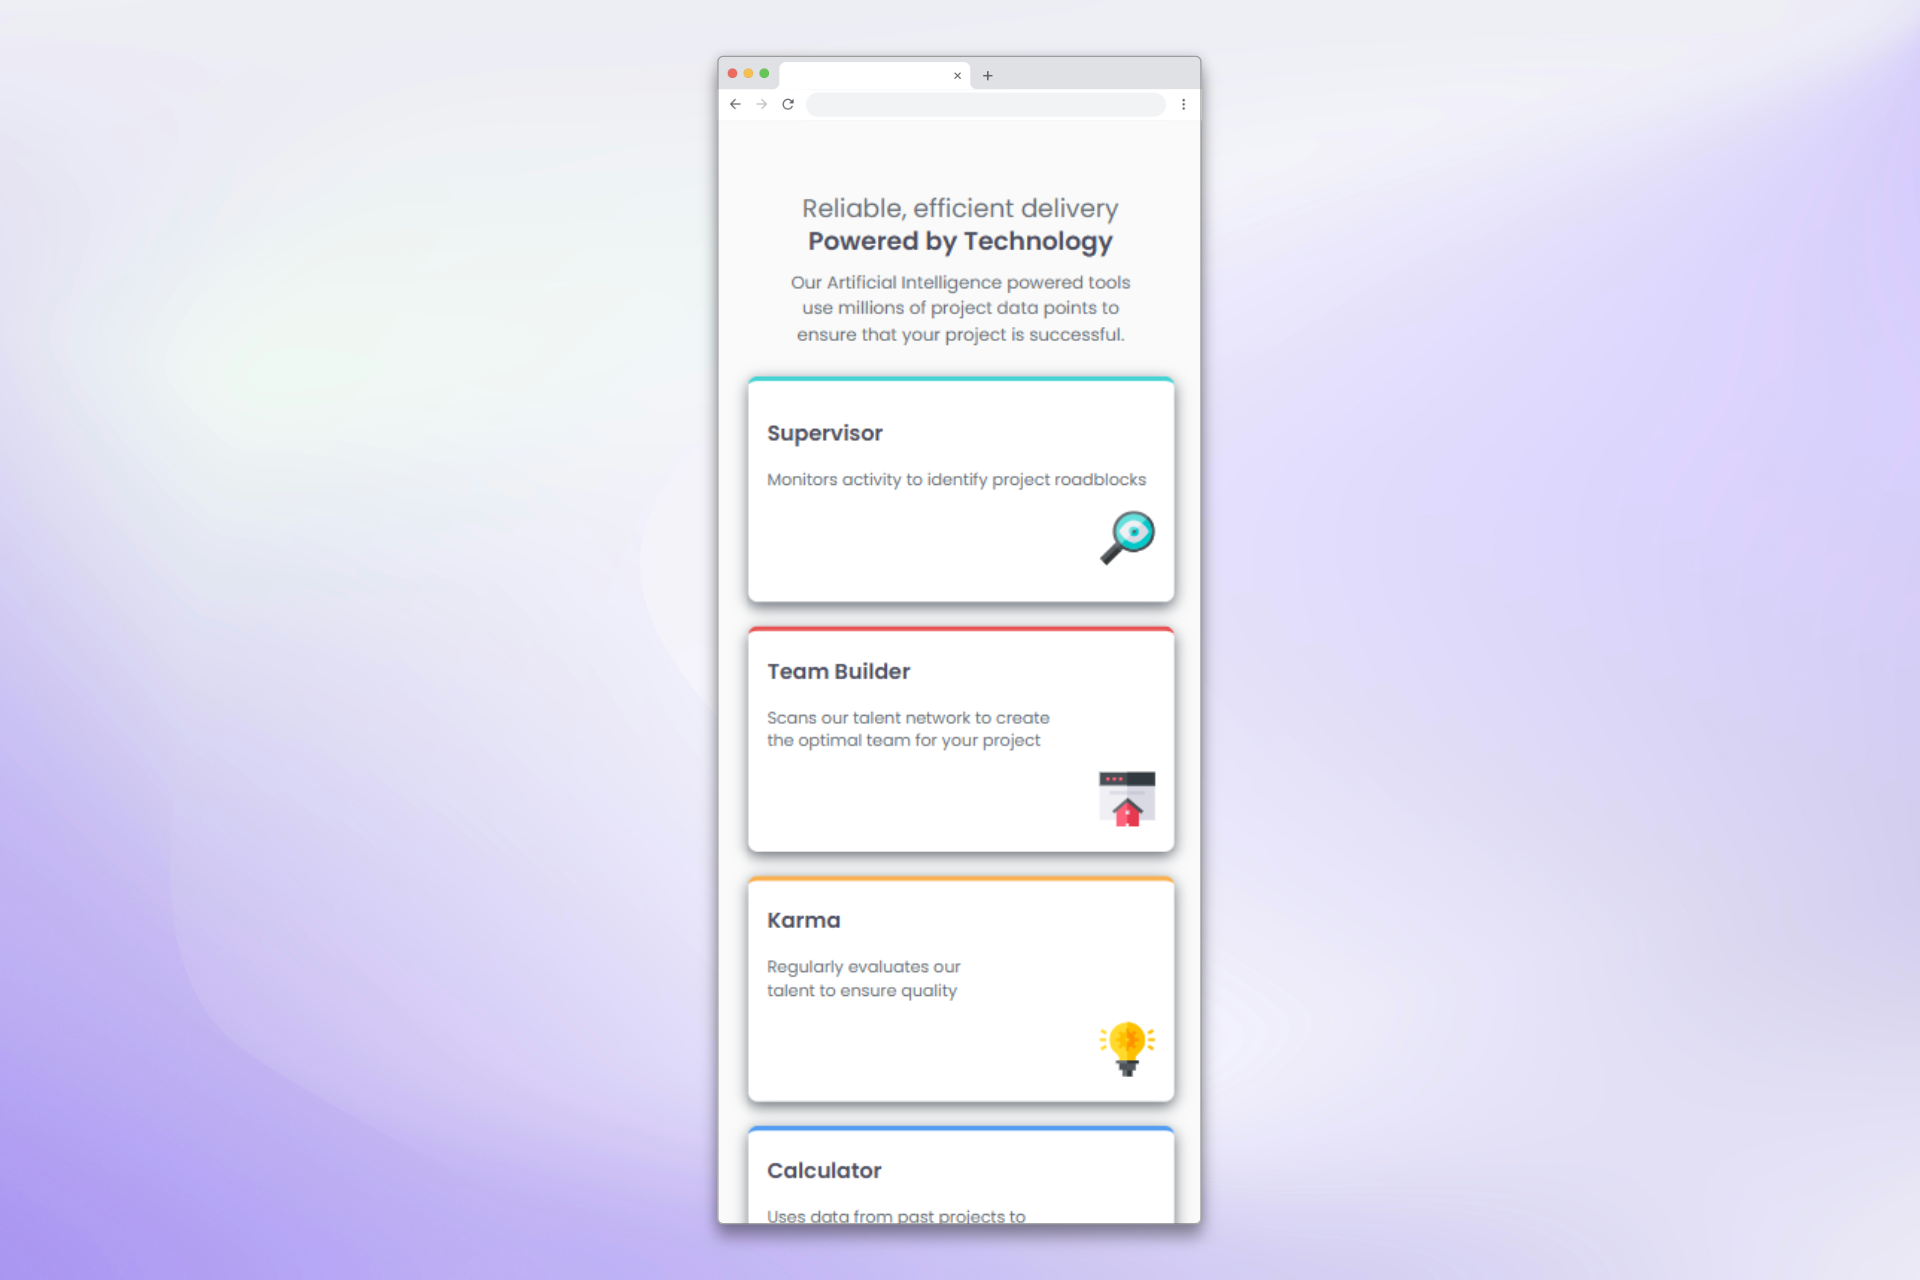 Reliable, efficient delivery
Powered by Technology
Our Artificial Intelligence powered tools
use millions of project data points to
ensure that your project is successful.
Supervisor
Monitors activity to identify project roadblocks
Team Builder
Scans our talent network to create
the optimal team for your project
Karma
Regularly evaluates our
talent to ensure quality
Calculator
Uses data from past projects to